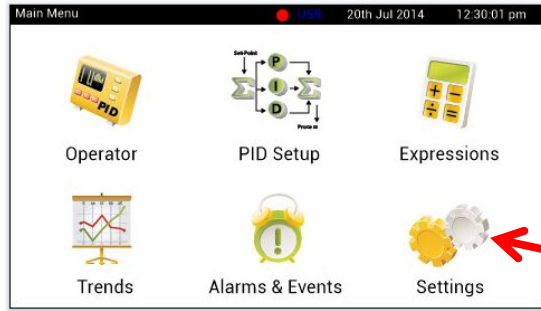 Main Menu USB 20th Jul 2014 12:30:01 pm
Set-Point
P
I
D
PID
Operator PID Setup Expressions
Trends Alarms & Events Settings